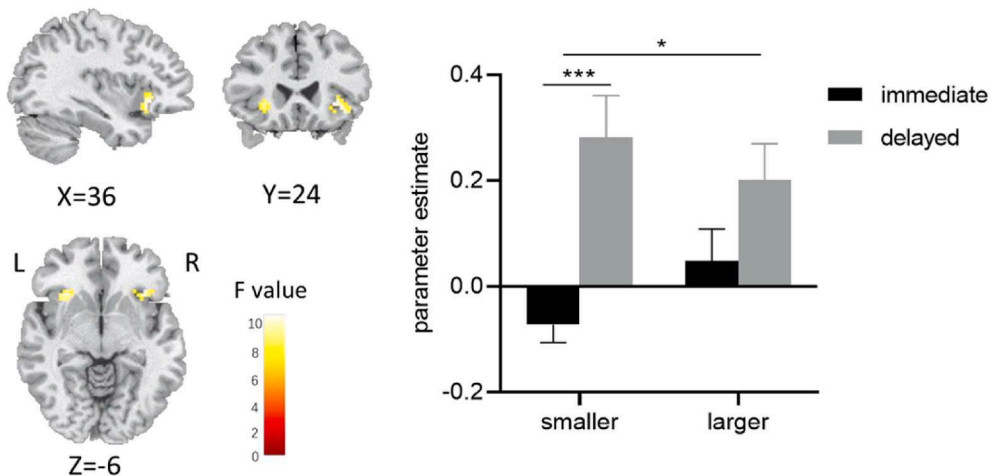 X=36
Y=24
L
R
Z=-6
F value
10
8
6
4
2
0
parameter estimate
0.4
0.2
0.0
-0.2
***
*
smaller
larger
immediate
delayed